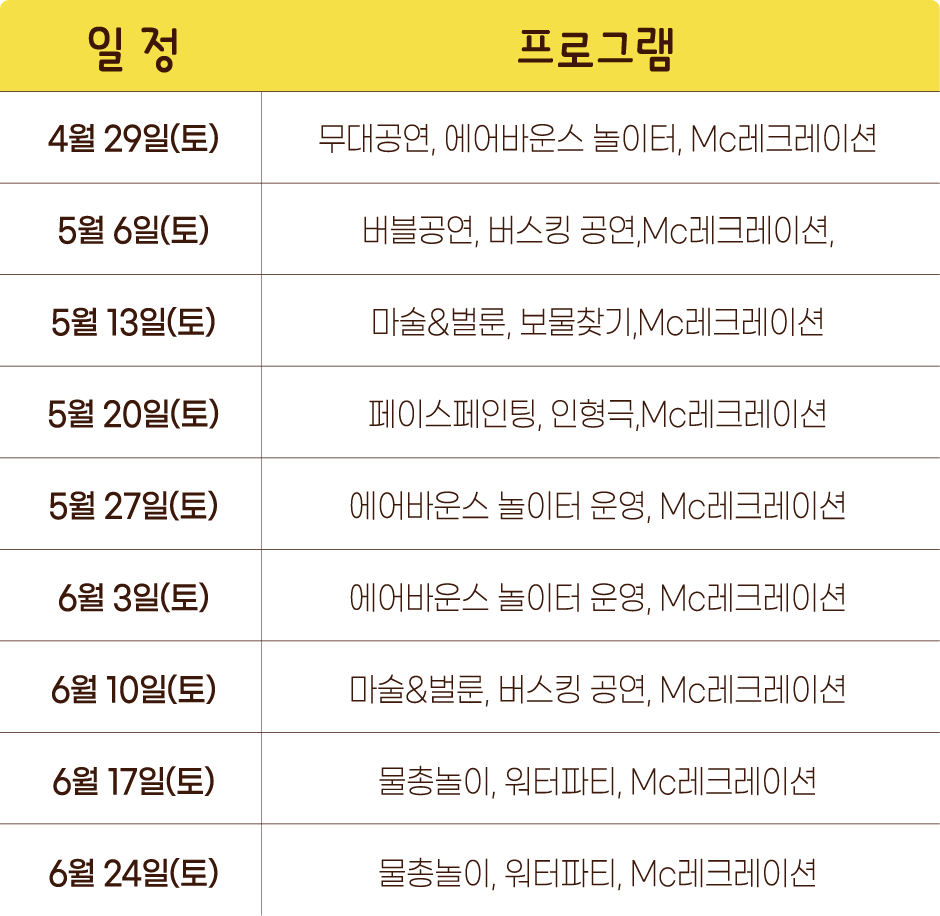 일 정 프로그램
4월 29일(토) 무대공연, 에어바운스 놀이터, Mc레크레이션
5월 6일(토) 버블공연, 버스킹 공연,Mc레크레이션,
5월 13일(토) 마술&벌룬, 보물찾기,Mc레크레이션
5월 20일(토) 페이스페인팅, 인형극,Mc레크레이션
5월 27일(토) 에어바운스 놀이터 운영, Mc레크레이션
6월 3일(토) 에어바운스 놀이터 운영, Mc레크레이션
6월 10일(토) 마술&벌룬, 버스킹 공연, Mc레크레이션
6월 17일(토) 물총놀이, 워터파티, Mc레크레이션
6월 24일(토) 물총놀이, 워터파티, Mc레크레이션